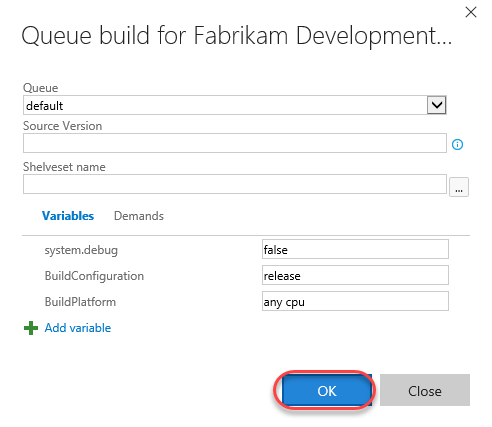 Queue build for Fabrikam Development...
Queue
default
Source Version
Shelveset name
...
Variables Demands
system.debug false
BuildConfiguration release
BuildPlatform any cpu
Add variable
OK Close